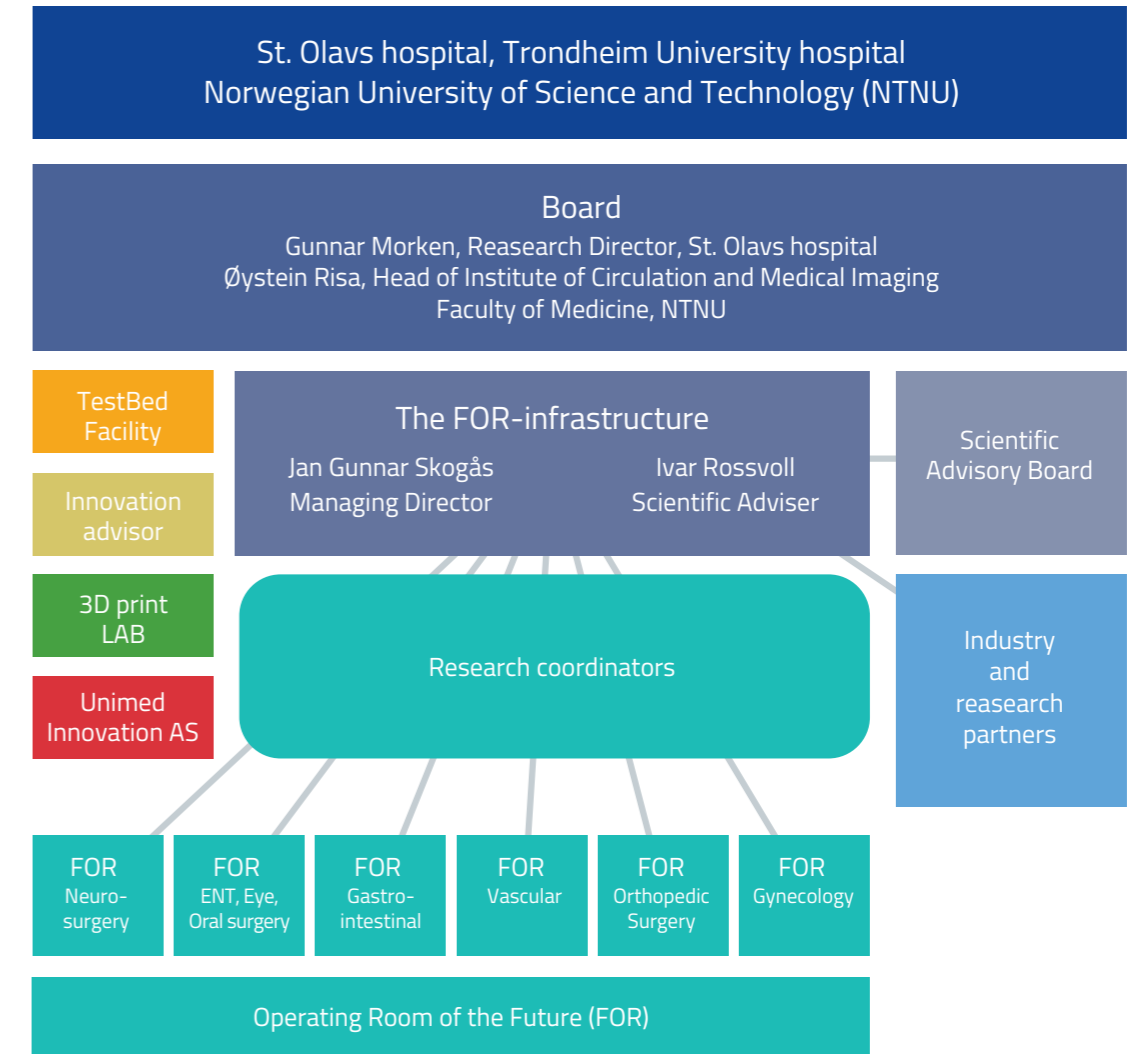 St. Olavs hospital, Trondheim University hospital
Norwegian University of Science and Technology (NTNU)
Board
Gunnar Morken, Reasearch Director, St. Olavs hospital
Øystein Risa, Head of Institute of Circulation and Medical Imaging
Faculty of Medicine, NTNU
TestBed
Facility
Innovation
advisor
3D print
LAB
Unimed
Innovation AS
The FOR-infrastructure
Jan Gunnar Skogås
Managing Director
Ivar Rossvoll
Scientific Adviser
Scientific
Advisory Board
Research coordinators
Industry
and
reasearch
partners
FOR
Neuro-
surgery
FOR
ENT, Eye,
Oral surgery
FOR
Gastro-
intestinal
FOR
Vascular
FOR
Orthopedic
Surgery
FOR
Gynecology
Operating Room of the Future (FOR)